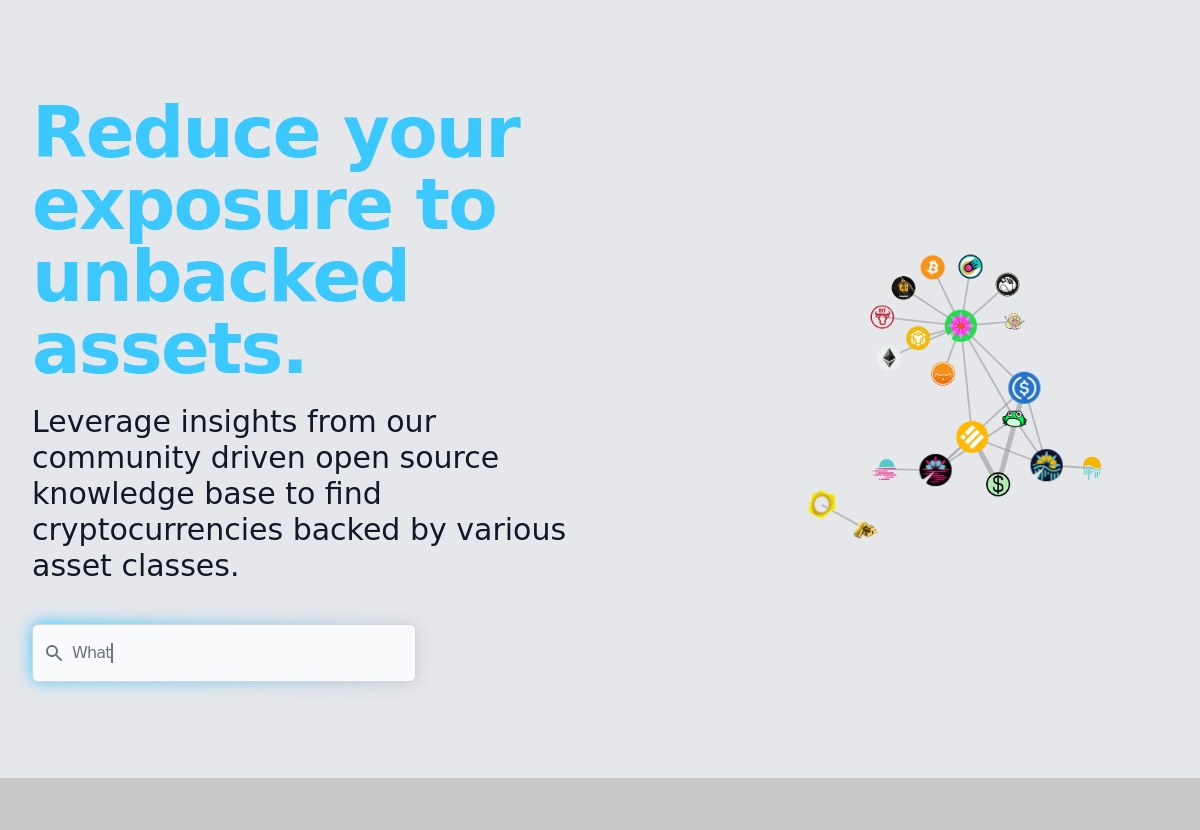 Reduce your
exposure to
unbacked
assets.
Leverage insights from our
community driven open source
knowledge base to find
cryptocurrencies backed by various
asset classes.
What